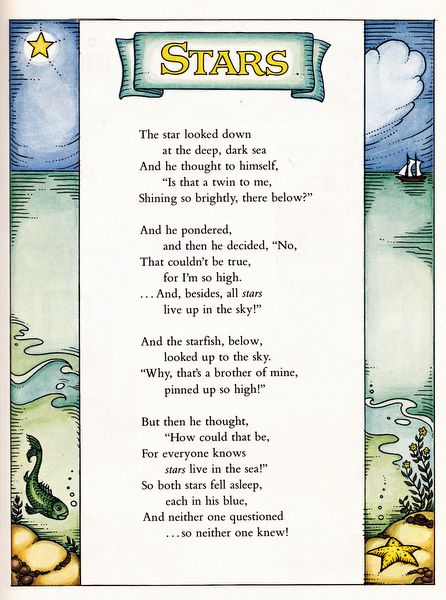 STARS
The star looked down
at the deep, dark sea
And he thought to himself,
“Is that a twin to me,
Shining so brightly, there below?”
And he pondered,
and then he decided, “No,
That couldn't be true,
for I'm so high.
. . . And, besides, all stars
live up in the sky!”
And the starfish, below,
looked up to the sky.
“Why, that's a brother of mine,
pinned up so high!”
But then he thought,
“How could that be,
For everyone knows
stars live in the sea!”
So both stars fell asleep,
each in his blue,
And neither one questioned
. . . so neither one knew!